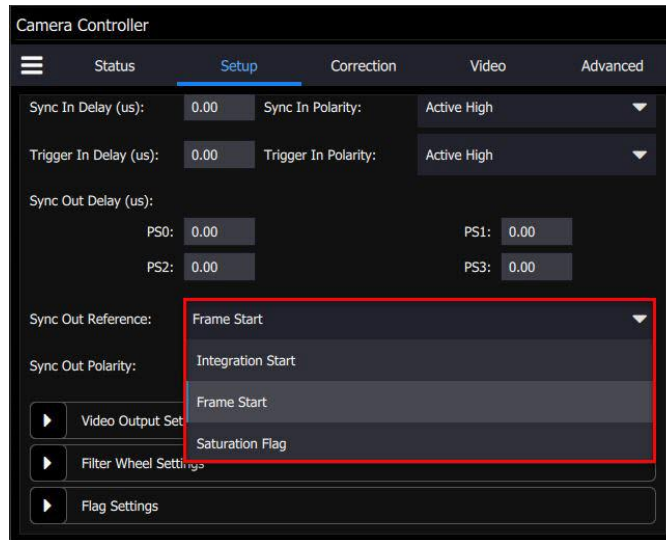 Camera Controller
Status Setup Correction Video Advanced
Sync In Delay (us): 0.00 Sync In Polarity: Active High
Trigger In Delay (us): 0.00 Trigger In Polarity: Active High
Sync Out Delay (us):
PS0: 0.00 PS1: 0.00
PS2: 0.00 PS3: 0.00
Sync Out Reference: Frame Start
Sync Out Polarity: Integration Start
Frame Start
Video Output Set
Saturation Flag
Filter Wheel Settings
Flag Settings